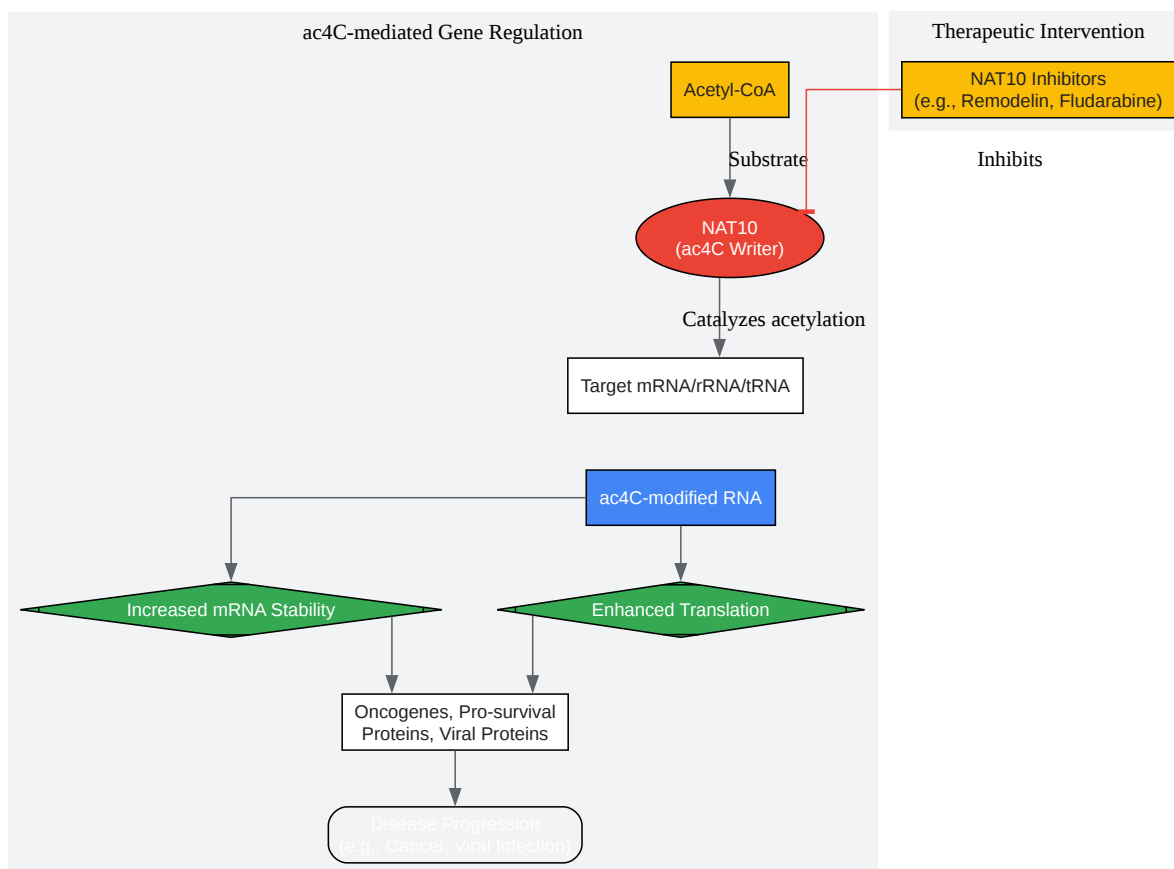 ac4C-mediated Gene Regulation
Therapeutic Intervention
Acetyl-CoA
NAT10 Inhibitors
(e.g., Remodelin, Fludarabine)
Substrate
Inhibits
NAT10
(ac4C Writer)
Catalyzes acetylation
Target mRNA/rRNA/tRNA
ac4C-modified RNA
Increased mRNA Stability
Enhanced Translation
Oncogenes, Pro-survival
Proteins, Viral Proteins
Disease Progression
(e.g., Cancer, Viral Infection)